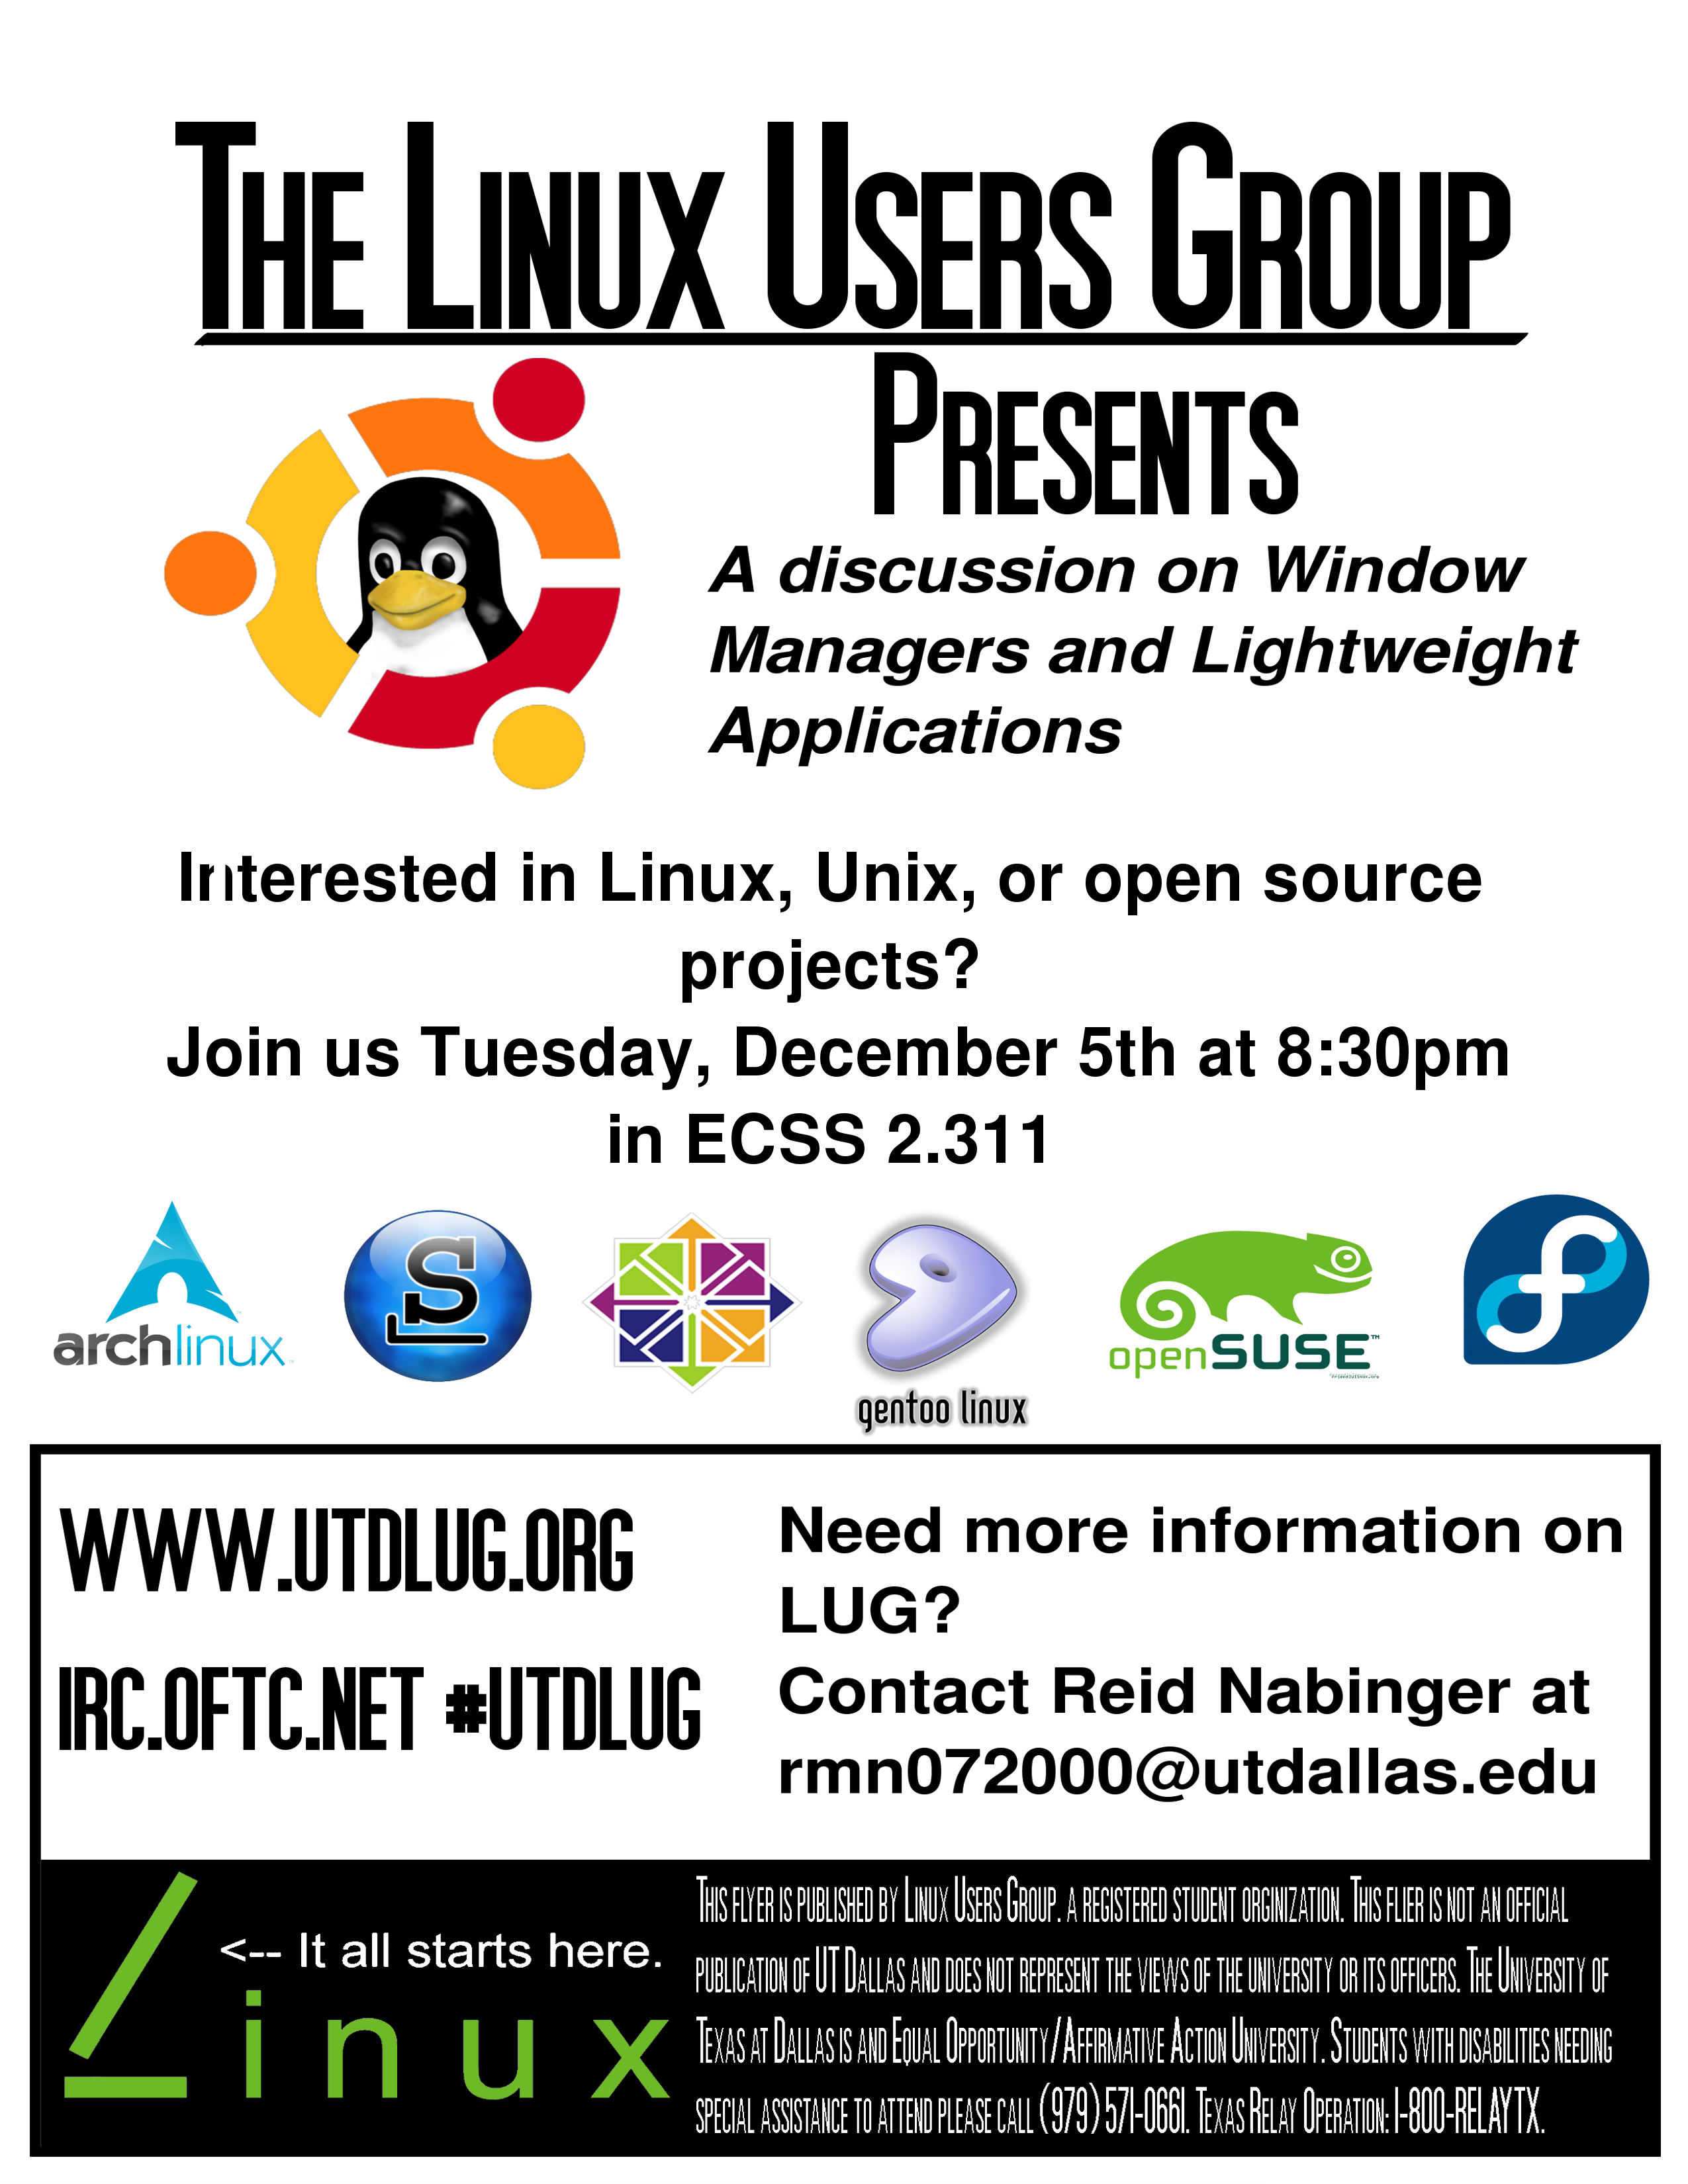 The Linux Users Group
Presents
A discussion on Window
Managers and Lightweight
Applications
Interested in Linux, Unix, or open source
projects?
Join us Tuesday, December 5th at 8:30pm
in ECSS 2.311
archlinux
S
gentoo linux
openSUSE™
WWW.UTDLUG.ORG
IRC.OFTC.NET #UTDLUG
Need more information on
LUG?
Contact Reid Nabinger at
rmn072000@utdallas.edu
<-- It all starts here.
Linux
This flyer is published by Linux Users Group. a registered student orginization. This flier is not an official
publication of UT Dallas and does not represent the views of the university or its officers. The University of
Texas at Dallas is and Equal Opportunity/Affirmative Action University. Students with disabilities needing
special assistance to attend please call (979) 571-0661. Texas Relay Operation: 1-800-RELAYTX.